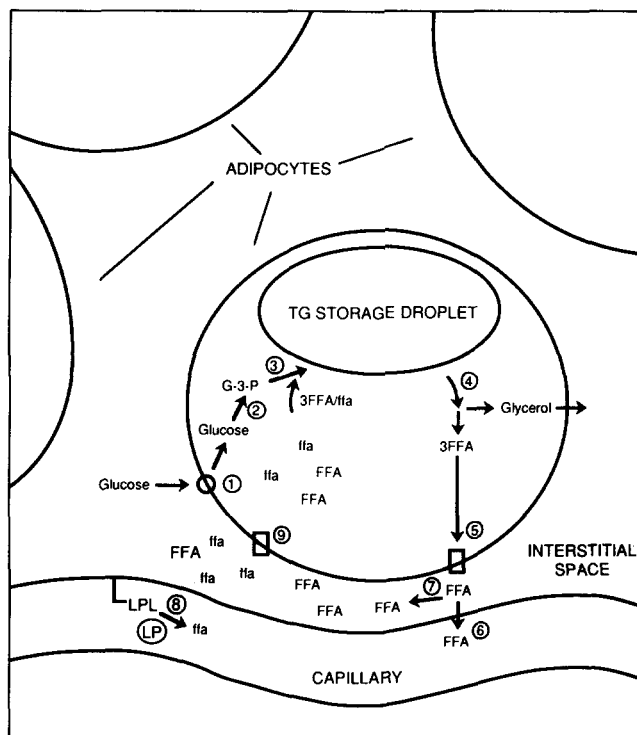 ADIPOCYTES
TG STORAGE DROPLET
③
④
G-3-P
②
3FFA/ffa
Glycerol
Glucose
3FFA
ffa
ffa
FFA
Glucose
①
FFA
⑨
⑤
ffa
FFA
ffa
ffa
FFA
⑦
FFA
INTERSTITIAL
SPACE
LPL
⑧
FFA
FFA
LP
ffa
FFA
⑥
CAPILLARY